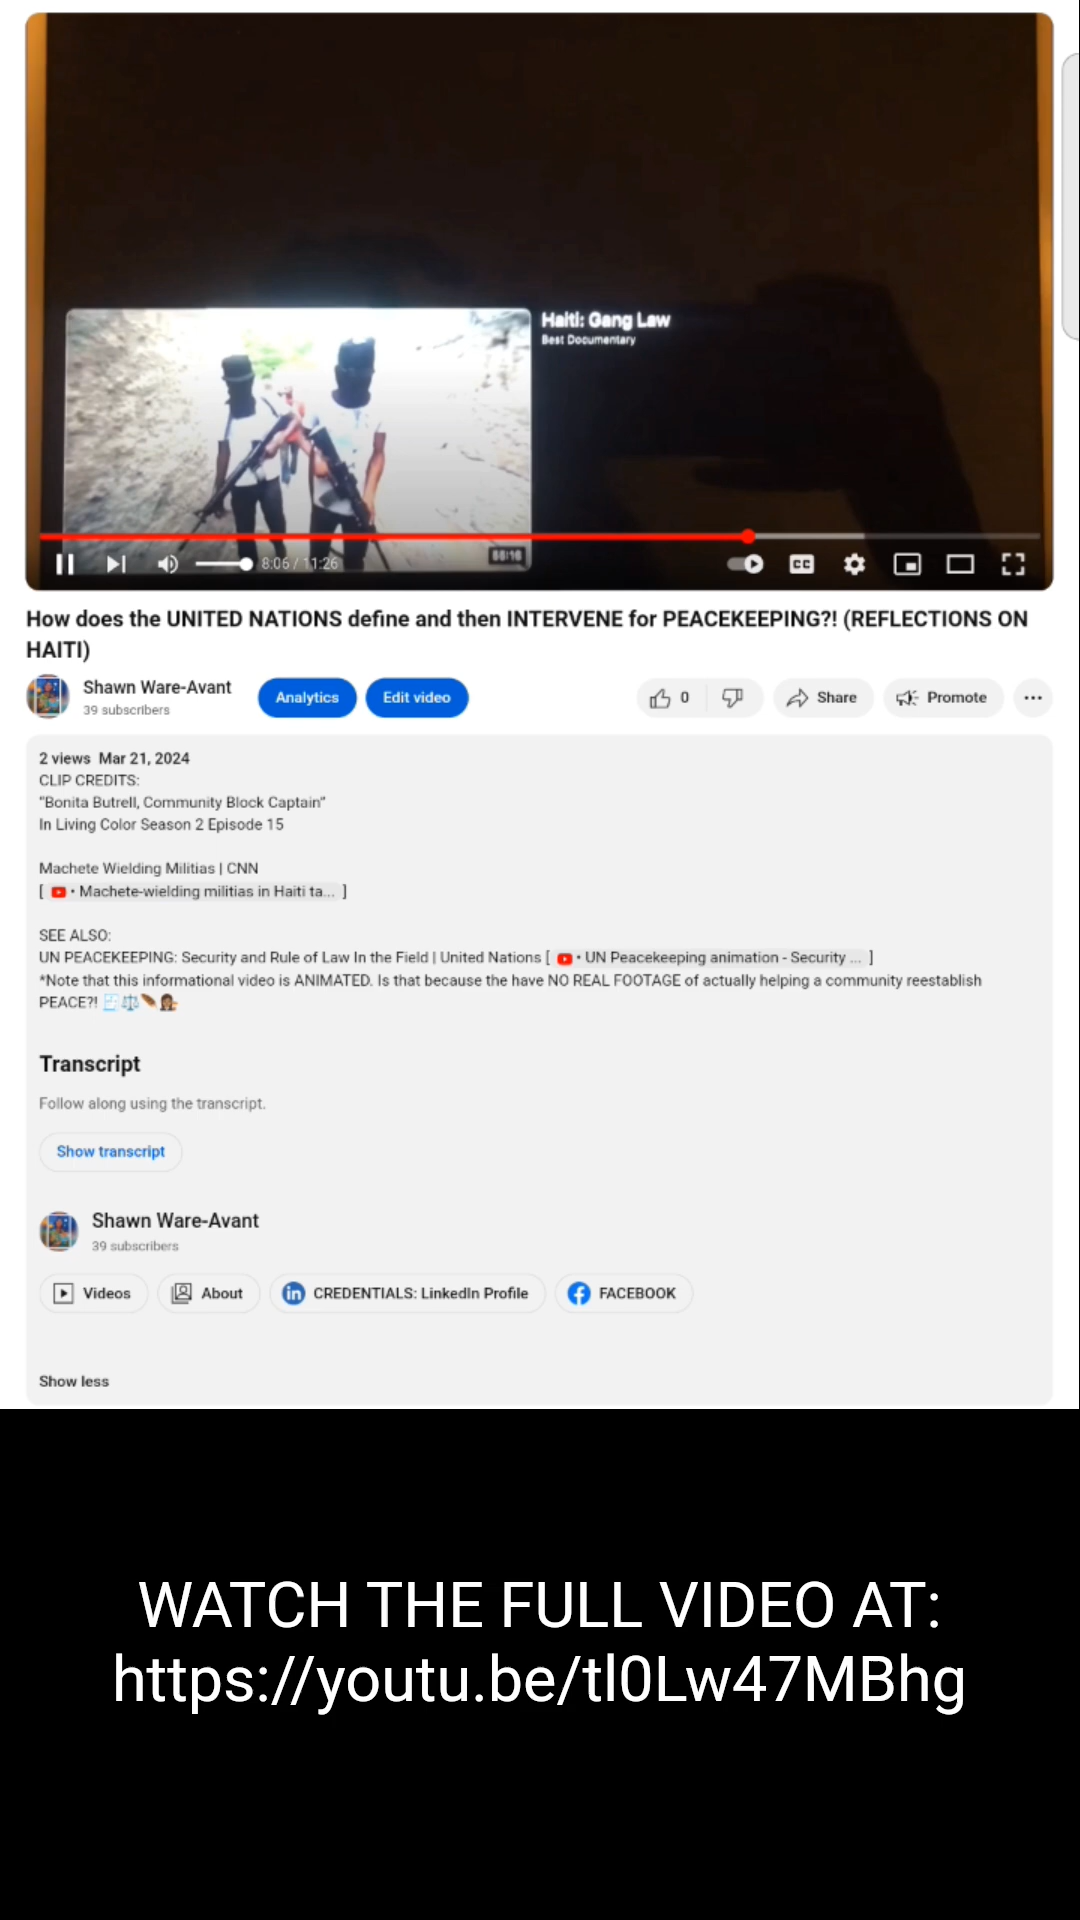 Haiti: Gang Law
Best Documentary
8:06 / 11:26
CC
How does the UNITED NATIONS define and then INTERVENE for PEACEKEEPING?! (REFLECTIONS ON
HAITI)
Shawn Ware-Avant
39 subscribers
Analytics
Edit video
0
Share
Promote
2 views Mar 21, 2024
CLIP CREDITS:
"Bonita Butrell, Community Block Captain"
In Living Color Season 2 Episode 15
Machete Wielding Militias | CNN
[ • Machete-wielding militias in Haiti ta... ]
SEE ALSO:
UN PEACEKEEPING: Security and Rule of Law In the Field | United Nations [ • UN Peacekeeping animation - Security ... ]
*Note that this informational video is ANIMATED. Is that because the have NO REAL FOOTAGE of actually helping a community reestablish
PEACE?! 🧾⚖️🪶👩🏾‍⚖️
Transcript
Follow along using the transcript.
Show transcript
Shawn Ware-Avant
39 subscribers
Videos
About
in CREDENTIALS: LinkedIn Profile
FACEBOOK
Show less
WATCH THE FULL VIDEO AT:
https://youtu.be/tl0Lw47MBhg